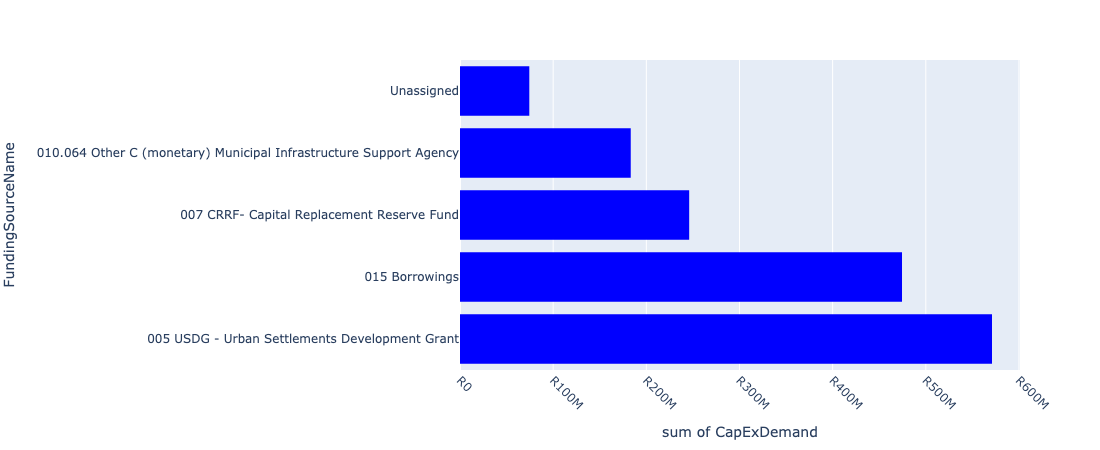 FundingSourceName
Unassigned
010.064 Other C (monetary) Municipal Infrastructure Support Agency
007 CRRF- Capital Replacement Reserve Fund
015 Borrowings
005 USDG - Urban Settlements Development Grant
R0
R100M
R200M
R300M
R400M
R500M
R600M
sum of CapExDemand